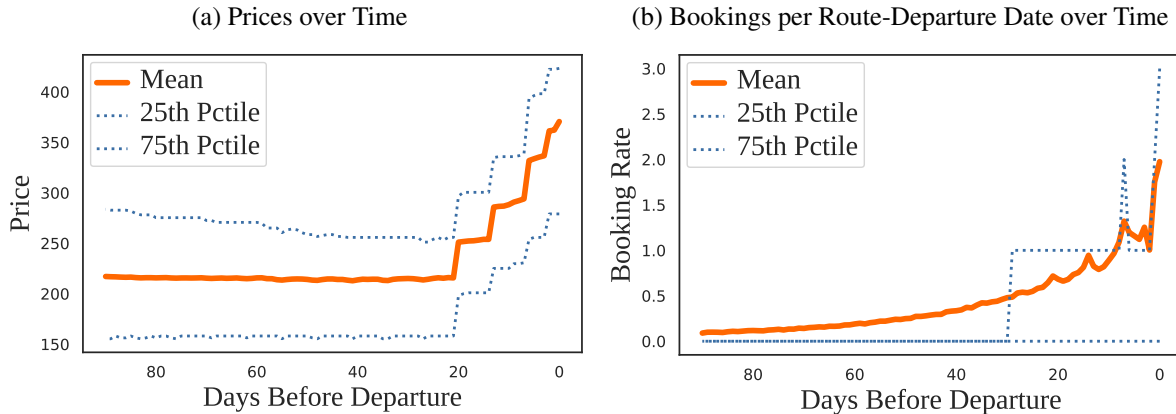 (a) Prices over Time
Mean
25th Pctile
75th Pctile
400
350
300
250
200
150
Price
80
60
40
20
0
Days Before Departure
(b) Bookings per Route-Departure Date over Time
Mean
25th Pctile
75th Pctile
3.0
2.5
2.0
1.5
1.0
0.5
0.0
Booking Rate
80
60
40
20
0
Days Before Departure